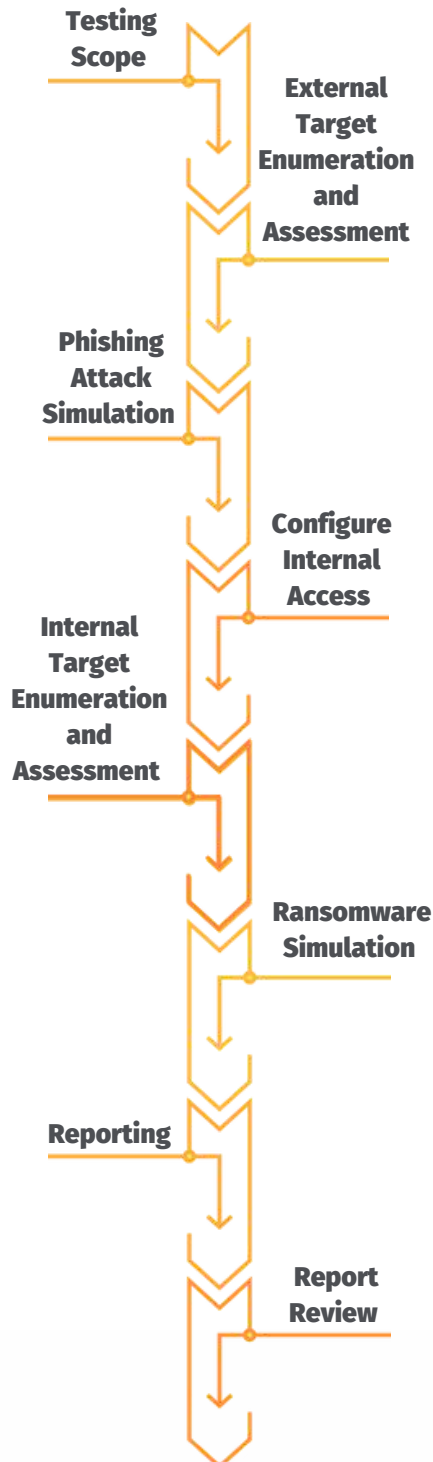 Testing
Scope
External
Target
Enumeration
and
Assessment
Phishing
Attack
Simulation
Configure
Internal
Access
Internal
Target
Enumeration
and
Assessment
Ransomware
Simulation
Reporting
Report
Review